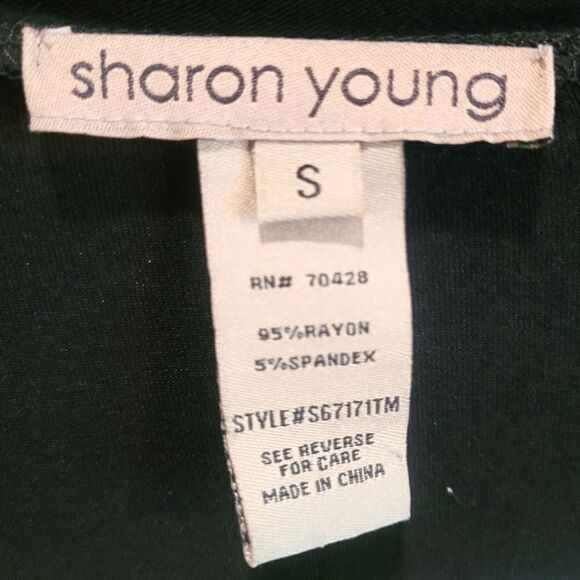 sharon young
S
RN# 70428
95%RAYON
5%SPANDEX
STYLE#S67171TM
SEE REVERSE
FOR CARE
MADE IN CHINA